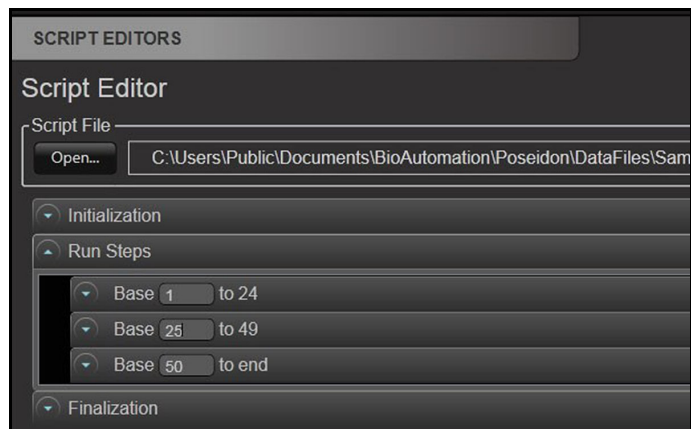 SCRIPT EDITORS
Script Editor
Script File
Open... C:\Users\Public\Documents\BioAutomation\Poseidon\DataFiles\Sam
Initialization
Run Steps
Base 1 to 24
Base 25 to 49
Base 50 to end
Finalization